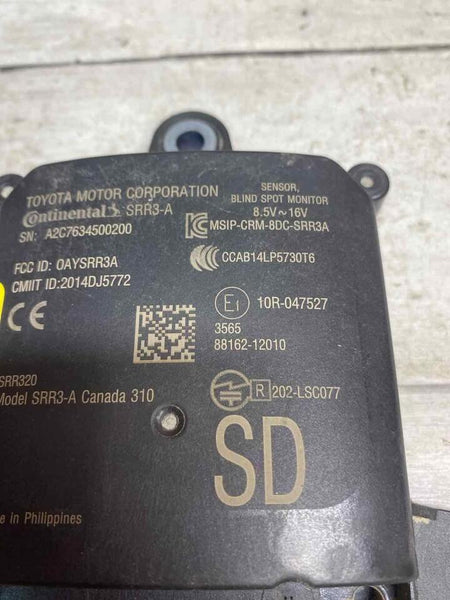 TOYOTA MOTOR CORPORATION
Continental SRR3-A
SN: A2C7634500200
SENSOR,
BLIND SPOT MONITOR
8.5V~16V
MSIP-CRM-8DC-SRR3A
FCC ID: OAYSRR3A
CMIIT ID:2014DJ5772
CCC CCAB14LP5730T6
CE
E1 10R-047527
3565
88162-12010
SRR320
Model SRR3-A Canada 310
R 202-LSC077
SD
in Philippines